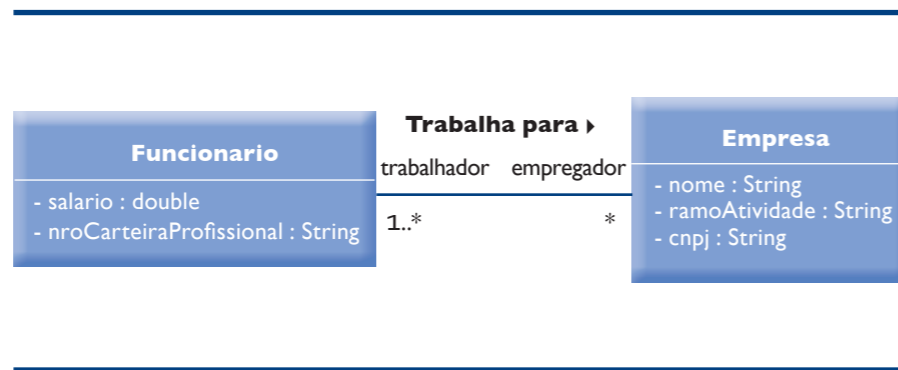 Funcionario
- salario : double
- nroCarteiraProfissional : String
Trabalha para ▸
trabalhador empregador
1..* *
Empresa
- nome : String
- ramoAtividade : String
- cnpj : String